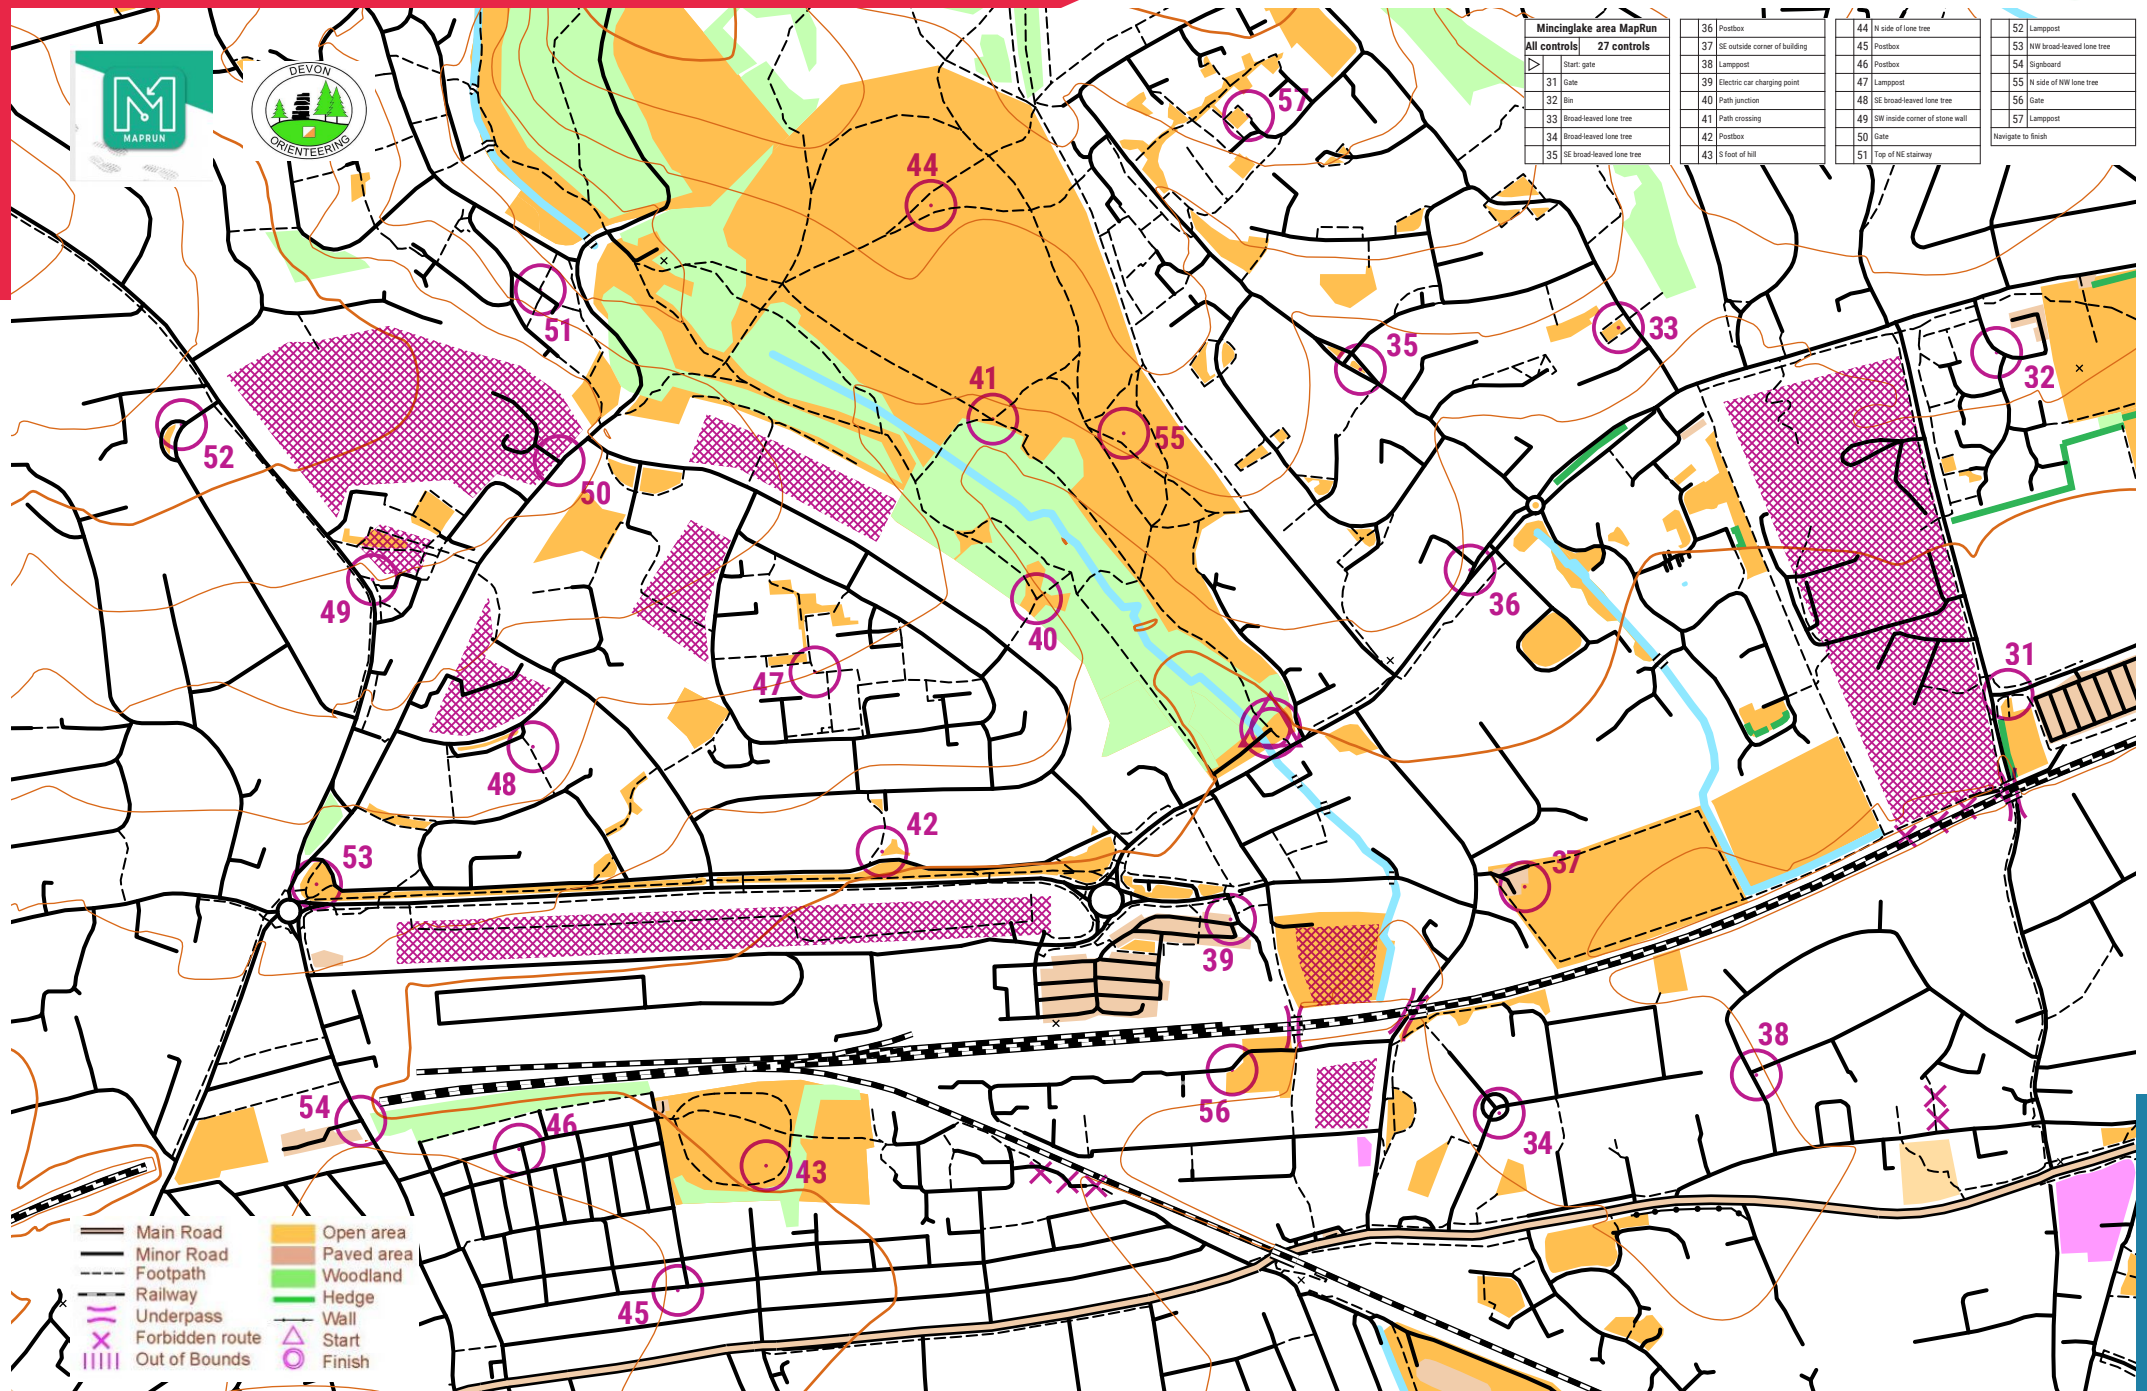 MAPRUN
DEVON
ORIENTEERING
Mincinglake area MapRun
All controls 27 controls
Start: gate
31 Gate
32 Bin
33 Broad-leaved lone tree
34 Broad-leaved lone tree
35 SE broad-leaved lone tree
36 Postbox
37 SE outside corner of building
38 Lamppost
39 Electric car charging point
40 Path junction
41 Path crossing
42 Postbox
43 S foot of hill
44 N side of lone tree
45 Postbox
46 Postbox
47 Lamppost
48 SE broad-leaved lone tree
49 SW inside corner of stone wall
50 Gate
51 Top of NE stairway
52 Lamppost
53 NW broad-leaved lone tree
54 Signboard
55 N side of NW lone tree
56 Gate
57 Lamppost
Navigate to finish
57
44
51
33
35
32
41
55
52
50
36
49
40
31
47
48
42
53
37
39
38
54
46
56
34
43
45
Main Road
Minor Road
Footpath
Railway
Underpass
Forbidden route
Out of Bounds
Open area
Paved area
Woodland
Hedge
Wall
Start
Finish